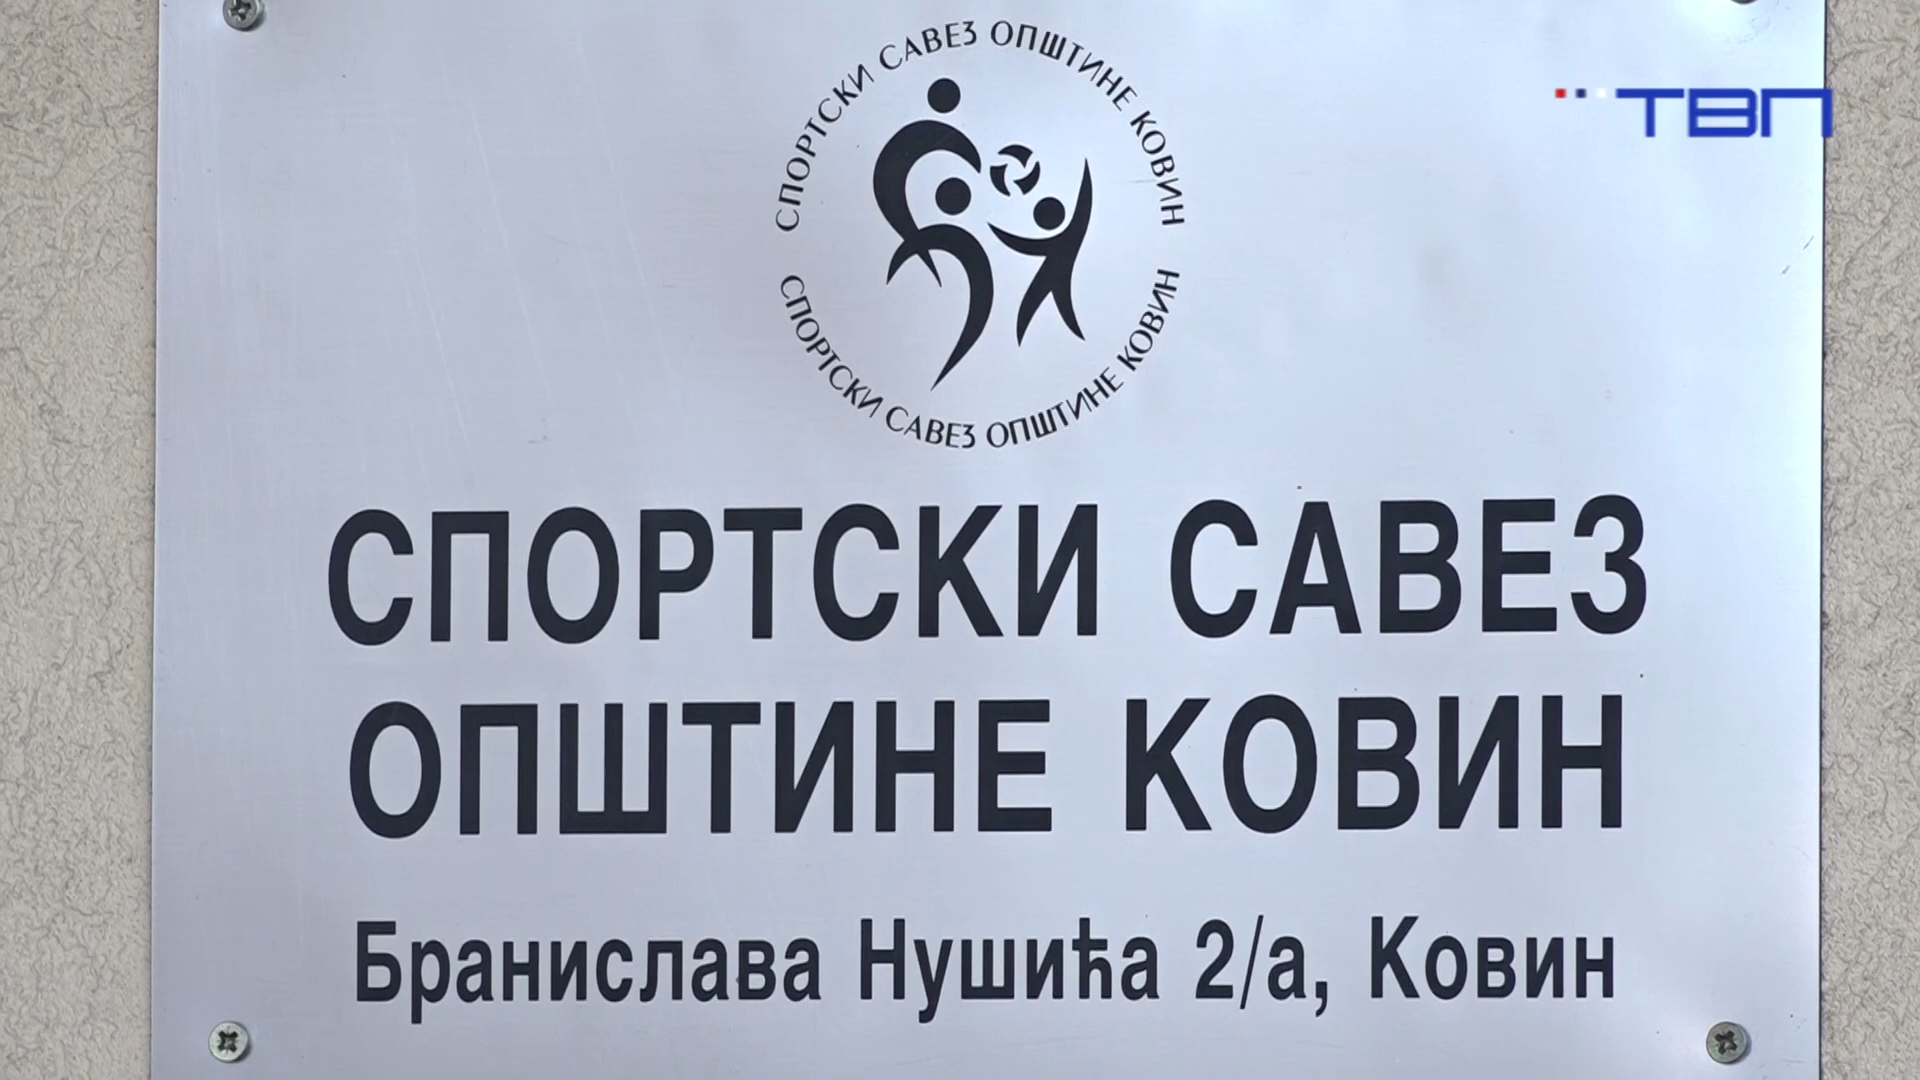 СПОРТСКИ САВЕЗ ОПШТИНЕ КОВИН
ТВП
СПОРТСКИ САВЕЗ ОПШТИНЕ КОВИН
СПОРТСКИ САВЕЗ
ОПШТИНЕ КОВИН
Бранислава Нушића 2/а, Ковин